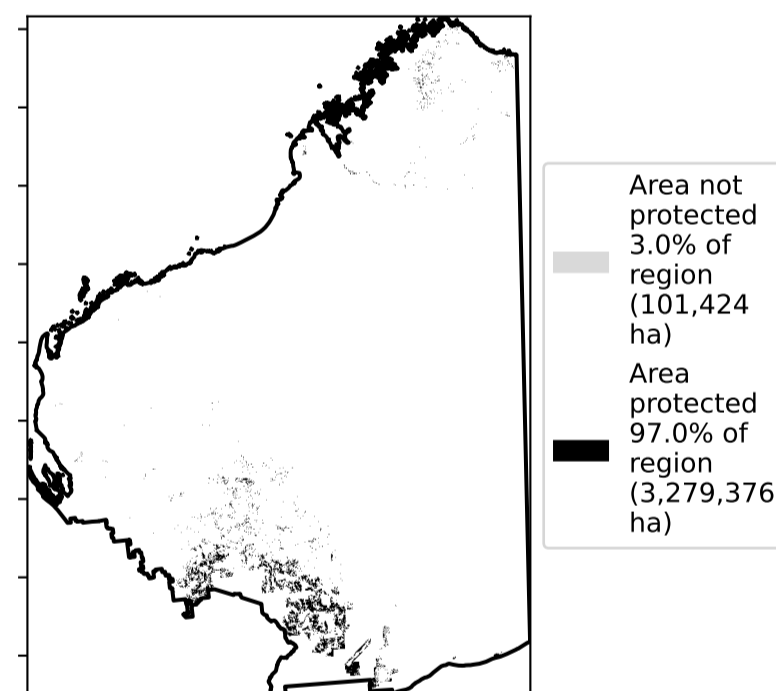 Area not
protected
3.0% of
region
(101,424
ha)
Area
protected
97.0% of
region
(3,279,376
ha)